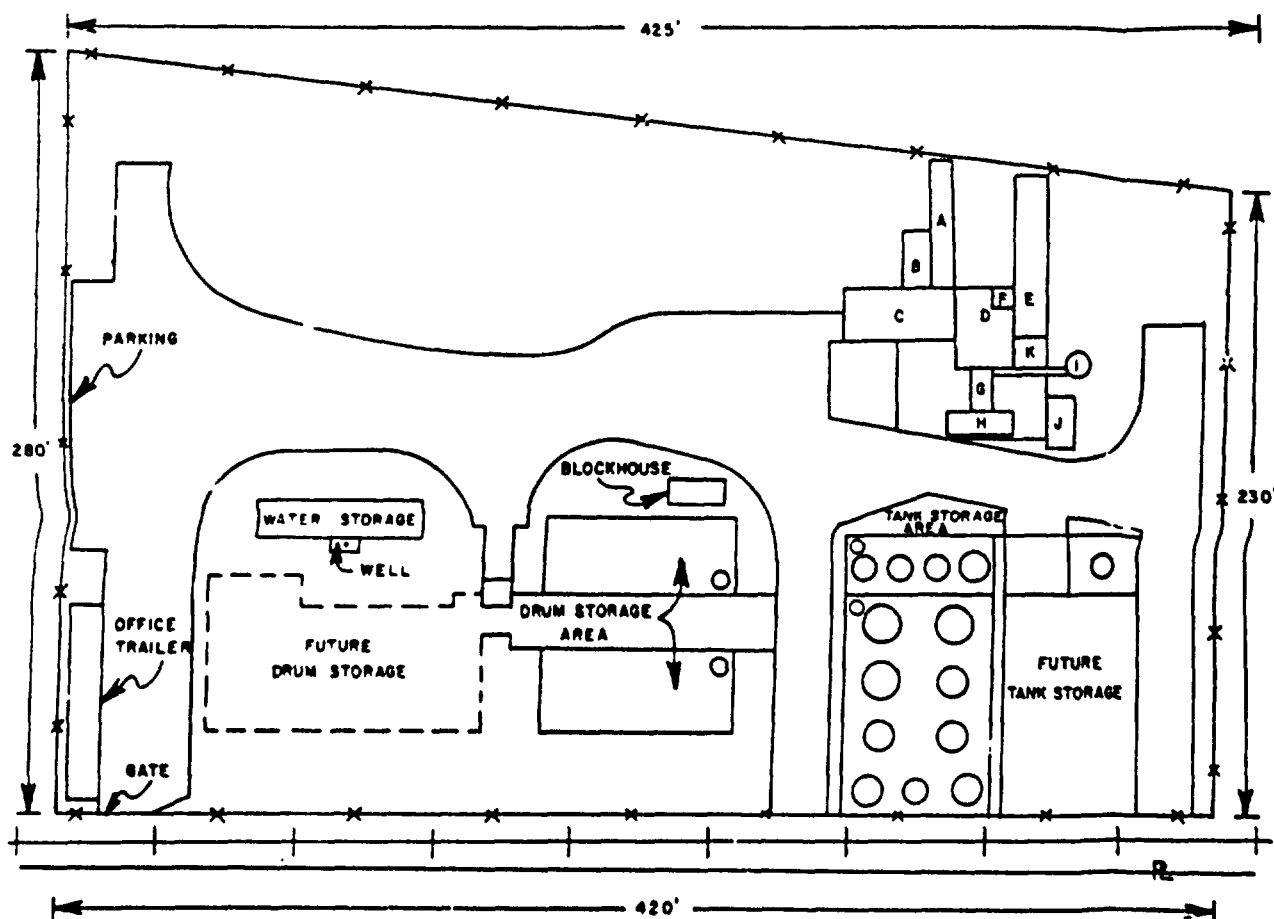 425'
A
B
F
E
C
D
PARKING
K
I
G
J
H
280'
BLOCKHOUSE
230'
WATER STORAGE
TANK STORAGE
AREA
WELL
DRUM STORAGE
AREA
OFFICE
TRAILER
FUTURE
DRUM STORAGE
FUTURE
TANK STORAGE
GATE
PL
420'